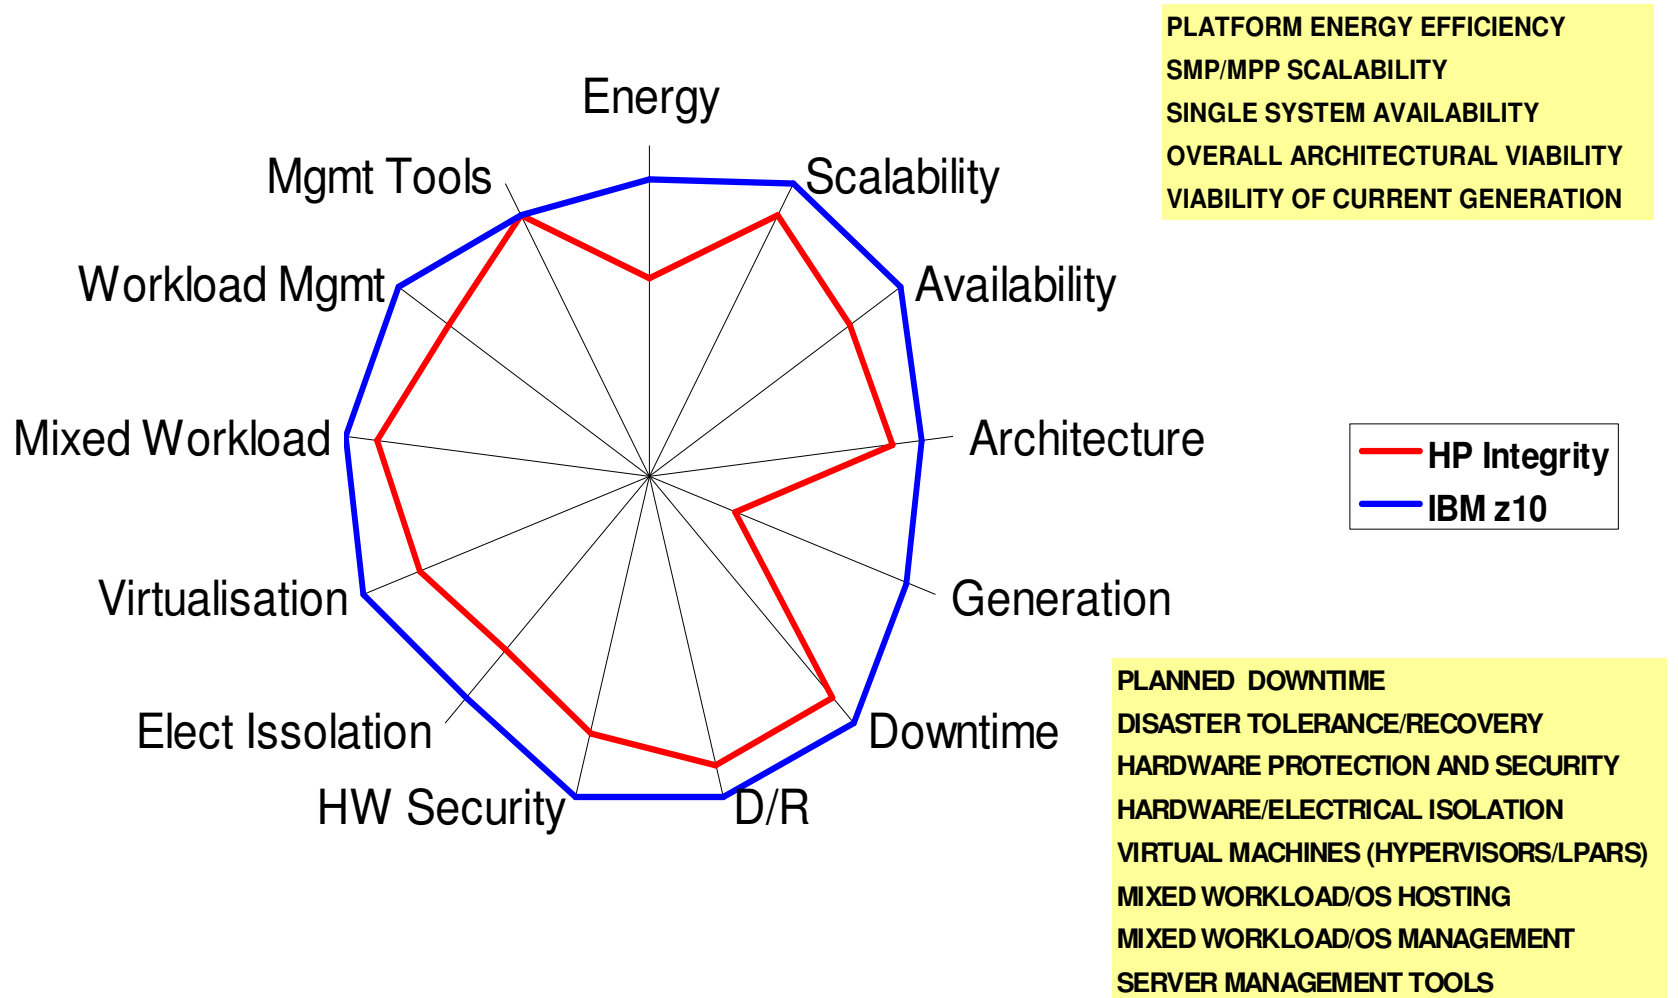 PLATFORM ENERGY EFFICIENCY
SMP/MPP SCALABILITY
SINGLE SYSTEM AVAILABILITY
OVERALL ARCHITECTURAL VIABILITY
VIABILITY OF CURRENT GENERATION
Energy
Mgmt Tools
Scalability
Workload Mgmt
Availability
Mixed Workload
Architecture
HP Integrity
IBM z10
Virtualisation
Generation
Elect Issolation
Downtime
HW Security
D/R
PLANNED DOWNTIME
DISASTER TOLERANCE/RECOVERY
HARDWARE PROTECTION AND SECURITY
HARDWARE/ELECTRICAL ISOLATION
VIRTUAL MACHINES (HYPERVISORS/LPARS)
MIXED WORKLOAD/OS HOSTING
MIXED WORKLOAD/OS MANAGEMENT
SERVER MANAGEMENT TOOLS